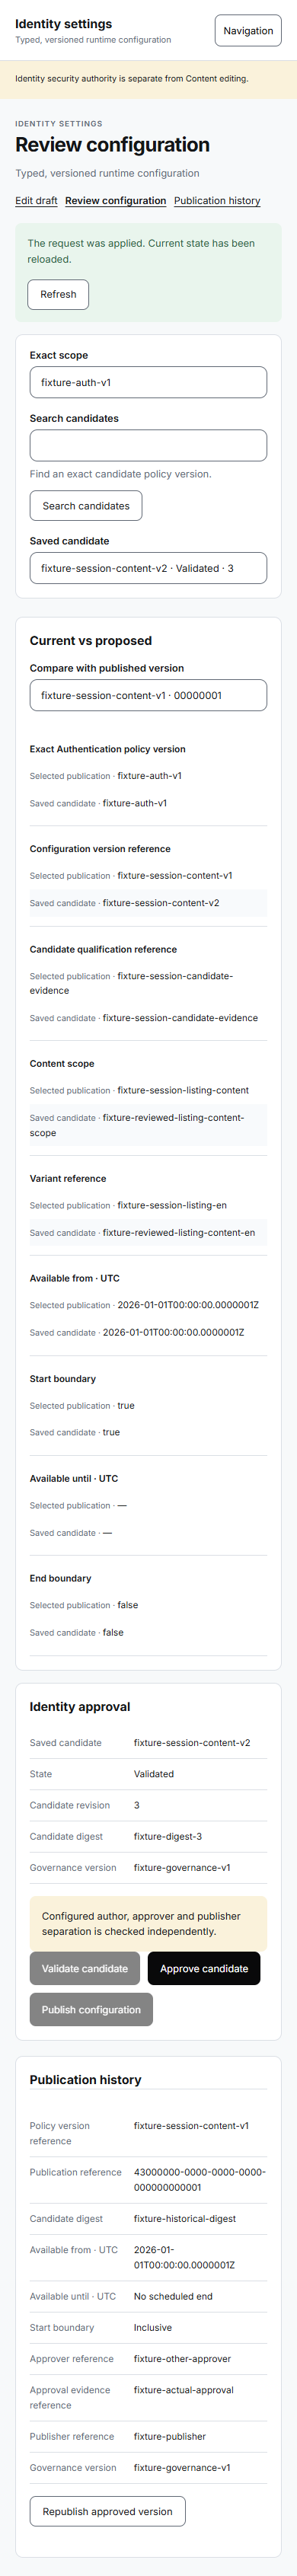 Identity settings
Typed, versioned runtime configuration
Navigation
Identity security authority is separate from Content editing.
IDENTITY SETTINGS
Review configuration
Typed, versioned runtime configuration
Edit draft Review configuration Publication history
The request was applied. Current state has been
reloaded.
Refresh
Exact scope
fixture-auth-v1
Search candidates
Find an exact candidate policy version.
Search candidates
Saved candidate
fixture-session-content-v2 · Validated · 3
Current vs proposed
Compare with published version
fixture-session-content-v1 · 00000001
Exact Authentication policy version
Selected publication · fixture-auth-v1
Saved candidate · fixture-auth-v1
Configuration version reference
Selected publication · fixture-session-content-v1
Saved candidate · fixture-session-content-v2
Candidate qualification reference
Selected publication · fixture-session-candidate-
evidence
Saved candidate · fixture-session-candidate-evidence
Content scope
Selected publication · fixture-session-listing-content
Saved candidate · fixture-reviewed-listing-content-
scope
Variant reference
Selected publication · fixture-session-listing-en
Saved candidate · fixture-reviewed-listing-content-en
Available from · UTC
Selected publication · 2026-01-01T00:00:00.0000001Z
Saved candidate · 2026-01-01T00:00:00.0000001Z
Start boundary
Selected publication · true
Saved candidate · true
Available until · UTC
Selected publication · —
Saved candidate · —
End boundary
Selected publication · false
Saved candidate · false
Identity approval
Saved candidate fixture-session-content-v2
State Validated
Candidate revision 3
Candidate digest fixture-digest-3
Governance version fixture-governance-v1
Configured author, approver and publisher
separation is checked independently.
Validate candidate Approve candidate
Publish configuration
Publication history
Policy version fixture-session-content-v1
reference
Publication reference 43000000-0000-0000-0000-
000000000001
Candidate digest fixture-historical-digest
Available from · UTC 2026-01-
01T00:00:00.0000001Z
Available until · UTC No scheduled end
Start boundary Inclusive
Approver reference fixture-other-approver
Approval evidence fixture-actual-approval
reference
Publisher reference fixture-publisher
Governance version fixture-governance-v1
Republish approved version